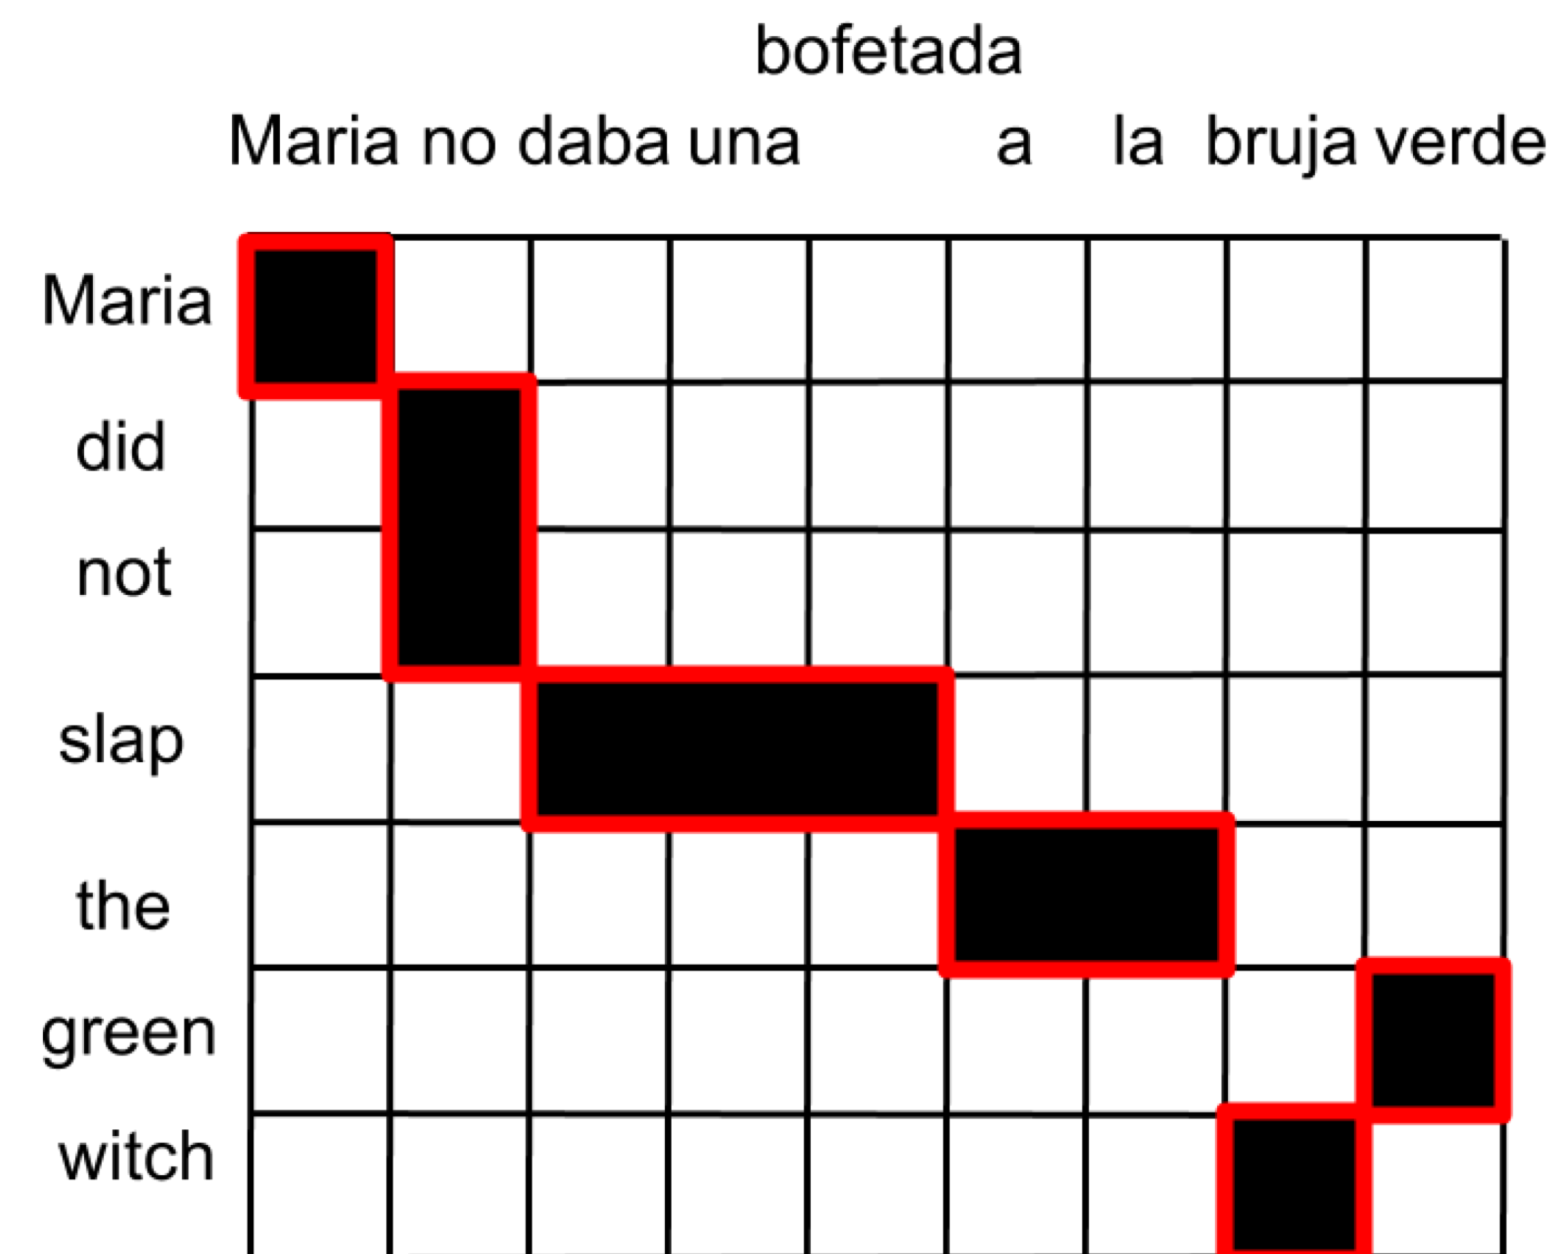 bofetada
Maria no daba una a la bruja verde
Maria
did
not
slap
the
green
witch